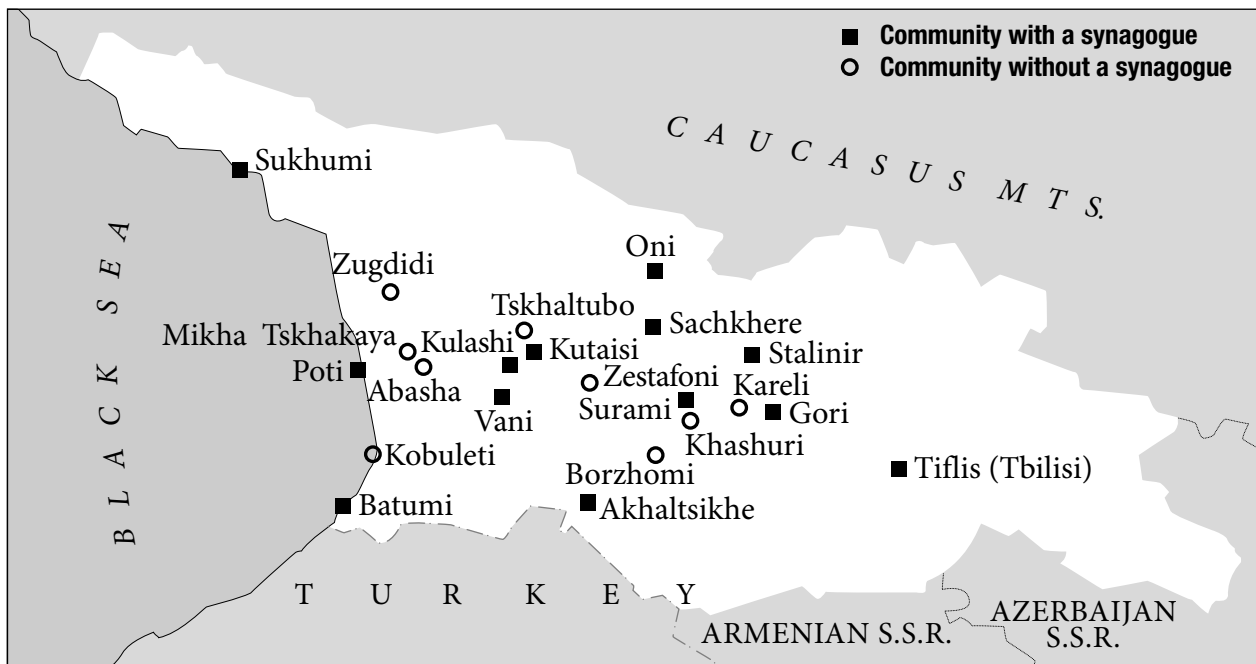 Community with a synagogue
Community without a synagogue
CAUCASUS MTS.
BLACK SEA
Sukhumi
Oni
Zugdidi
Tskhaltubo
Mikha Tskhakaya
Kulashi
Kutaisi
Sachkhere
Stalinir
Poti
Abasha
Zestafoni
Kareli
Vani
Surami
Gori
Khashuri
Kobuleti
Borzhomi
Tiflis (Tbilisi)
Batumi
Akhaltsikhe
TURKEY
ARMENIAN S.S.R.
AZERBAIJAN
S.S.R.